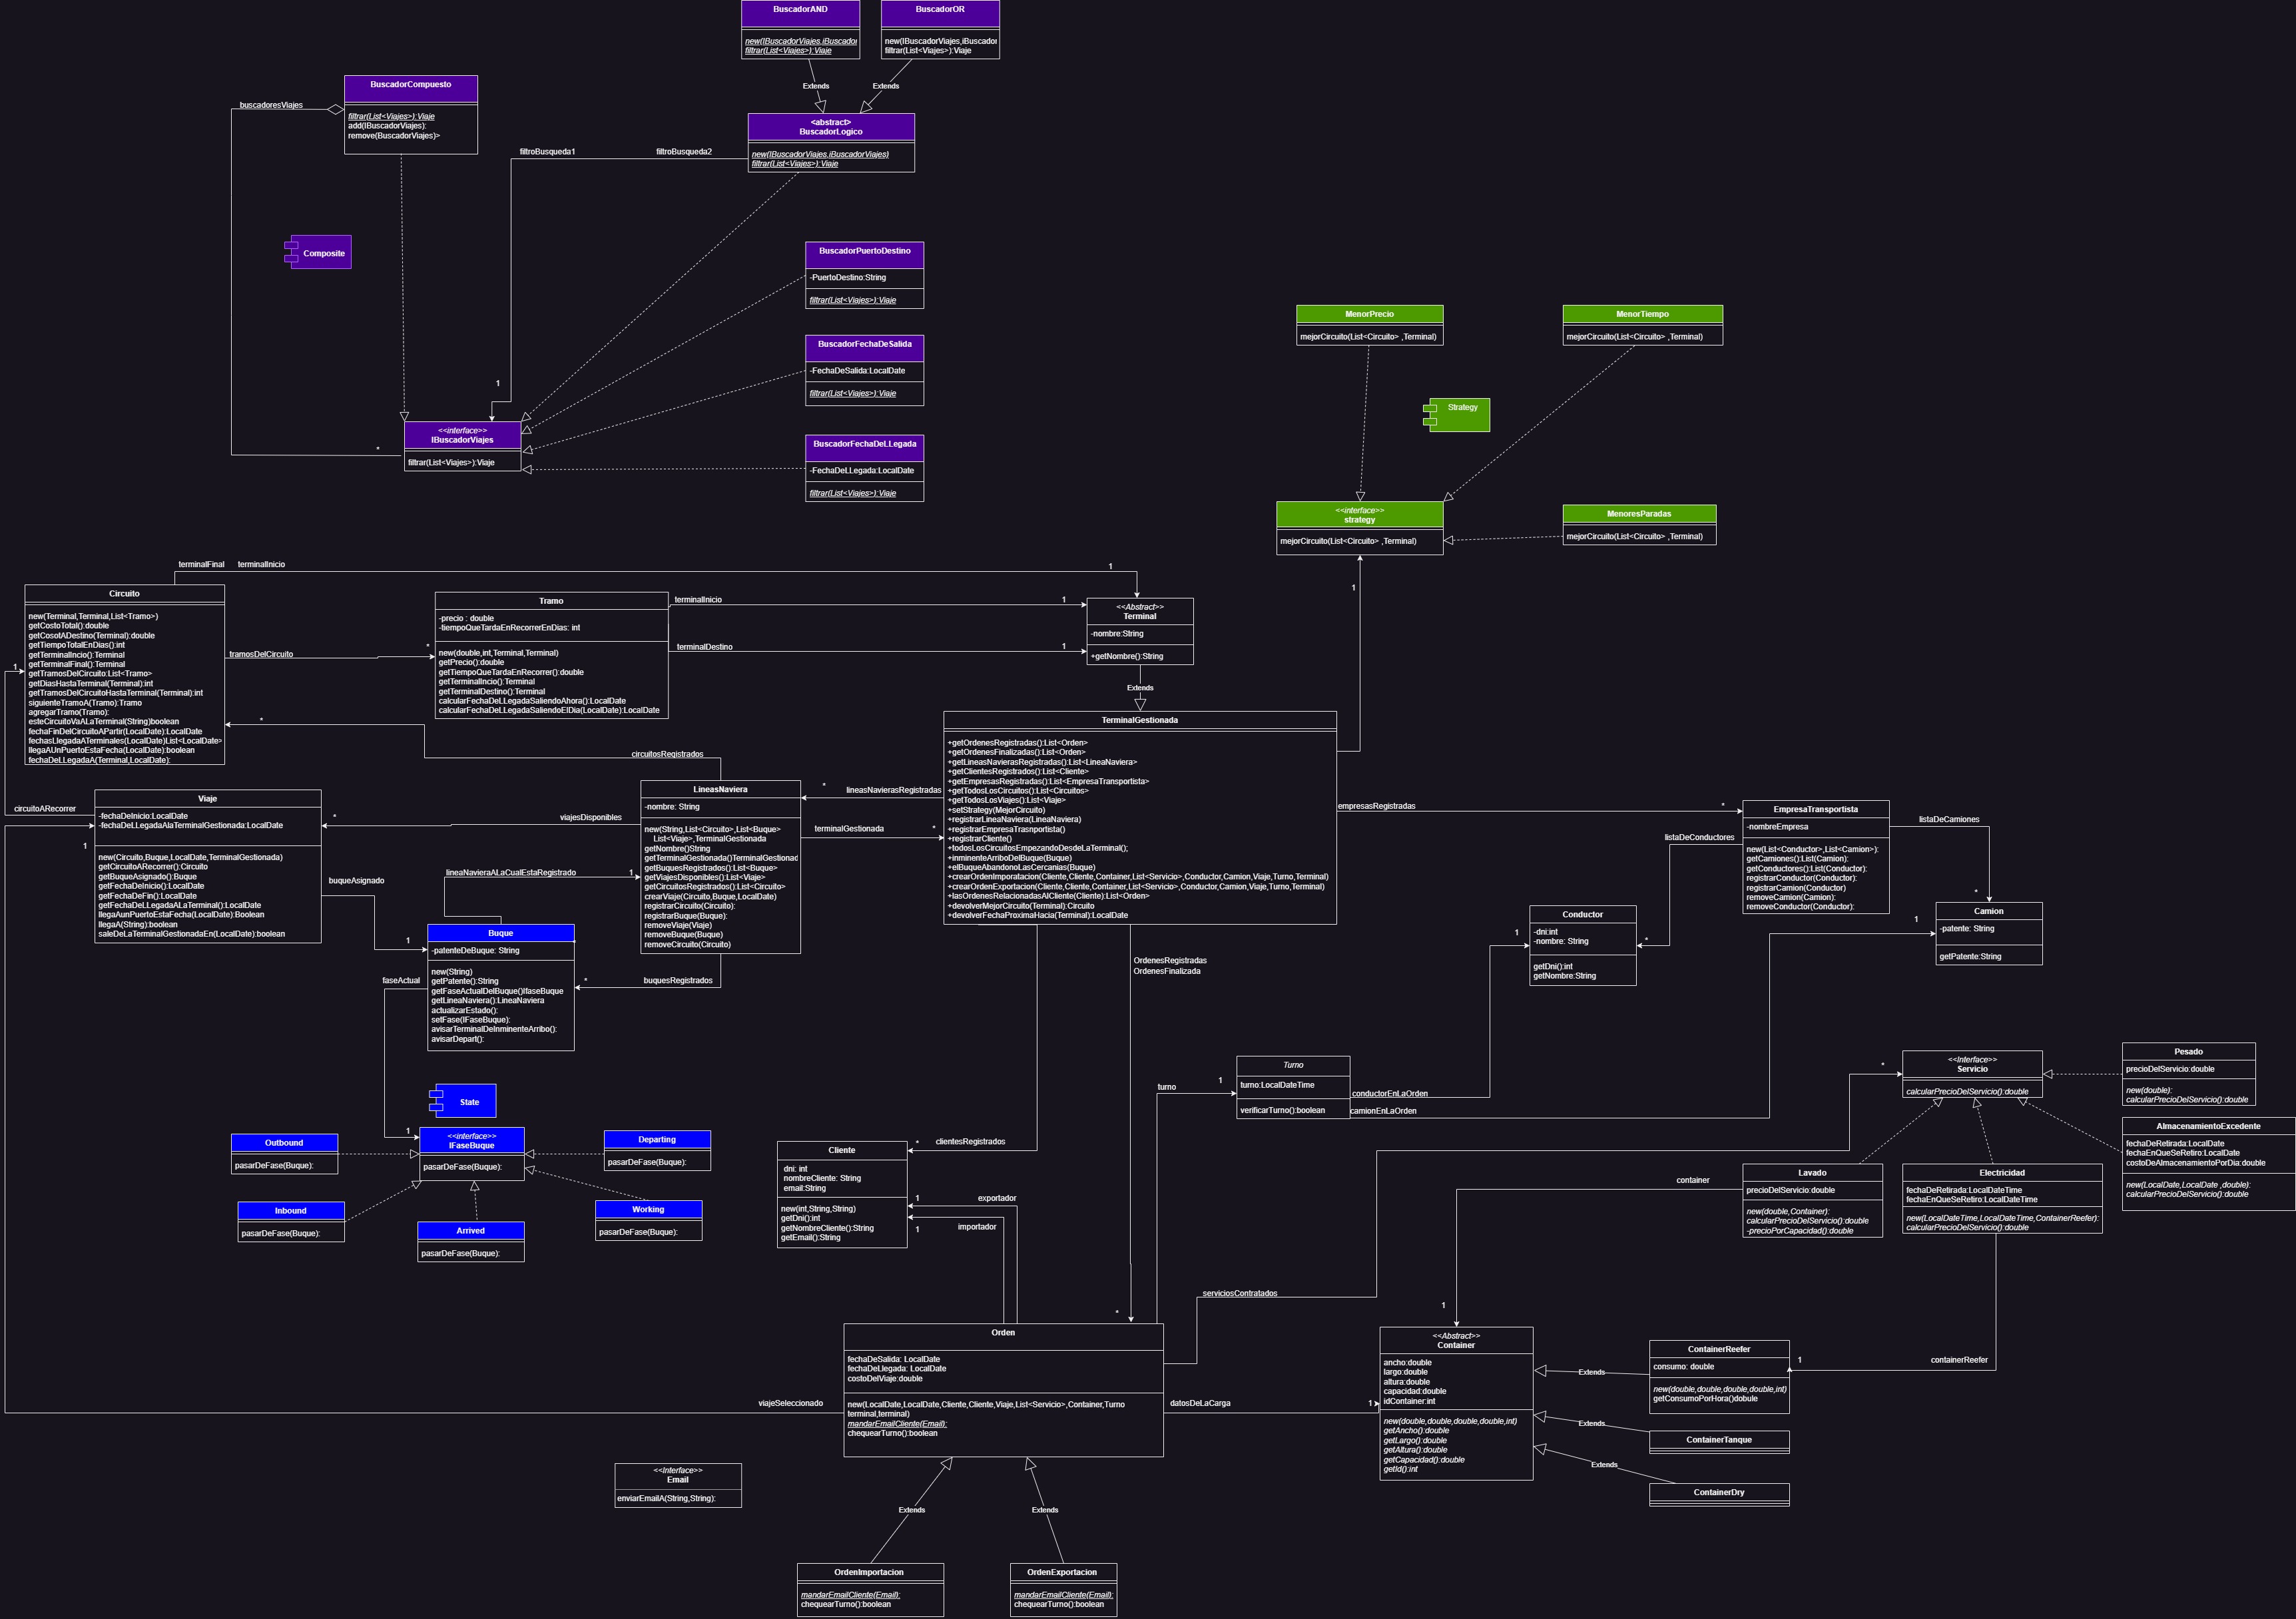 BuscadorAND
new(IBuscadorViajes,iBuscador
filtrar(List<Viajes>):Viaje
BuscadorOR
new(IBuscadorViajes,iBuscador
filtrar(List<Viajes>):Viaje
Extends
Extends
BuscadorCompuesto
filtrar(List<Viajes>):Viaje
add(IBuscadorViajes):
remove(BuscadorViajes)>
buscadoresViajes
<abstract>
BuscadorLogico
new(IBuscadorViajes,iBuscadorViajes)
filtrar(List<Viajes>):Viaje
filtroBusqueda1
filtroBusqueda2
Composite
BuscadorPuertoDestino
-PuertoDestino:String
filtrar(List<Viajes>):Viaje
BuscadorFechaDeSalida
-FechaDeSalida:LocalDate
filtrar(List<Viajes>):Viaje
1
<<interface>>
IBuscadorViajes
filtrar(List<Viajes>):Viaje
*
BuscadorFechaDeLLegada
-FechaDeLLegada:LocalDate
filtrar(List<Viajes>):Viaje
MenorPrecio
mejorCircuito(List<Circuito> ,Terminal)
MenorTiempo
mejorCircuito(List<Circuito> ,Terminal)
Strategy
<<interface>>
strategy
mejorCircuito(List<Circuito> ,Terminal)
MenoresParadas
mejorCircuito(List<Circuito> ,Terminal)
1
terminalFinal
terminalInicio
1
Circuito
new(Terminal,Terminal,List<Tramo>)
getCostoTotal():double
getCosolADestino(Terminal):double
getTiempoTotalEnDias():int
getTerminalIncio():Terminal
getTerminalFinal():Terminal
getTramosDelCircuito:List<Tramo>
getDiasHastaTerminal(Terminal):int
getTramosDelCircuitoHastaTerminal(Terminal):int
siguienteTramoA(Tramo):Tramo
agregarTramo(Tramo):
esteCircuitoVaALaTerminal(String)boolean
fechaFinDelCircuitoAPartir(LocalDate):LocalDate
fechasLlegadaATerminales(LocalDate)List<LocalDate>
llegaAUnPuertoEstaFecha(LocalDate):boolean
fechaDeLLegadaA(Terminal,LocalDate):
1
tramosDelCircuito
*
Tramo
-precio : double
-tiempoQueTardaEnRecorrerEnDias: int
new(double,int,Terminal,Terminal)
getPrecio():double
getTiempoQueTardaEnRecorrer():double
getTerminalIncio():Terminal
getTerminalDestino():Terminal
calcularFechaDeLLegadaSaliendoAhora():LocalDate
calcularFechaDeLLegadaSaliendoElDia(LocalDate):LocalDate
terminalInicio
1
terminalDestino
1
<<Abstract>>
Terminal
-nombre:String
+getNombre():String
Extends
*
circuitosRegistrados
TerminalGestionada
+getOrdenesRegistradas():List<Orden>
+getOrdenesFinalizadas():List<Orden>
+getLineasNavierasRegistradas():List<LineaNaviera>
+getClientesRegistrados():List<Cliente>
+getEmpresasRegistradas():List<EmpresaTransportista>
+getTodosLosCircuitos():List<Circuitos>
+getTodosLosViajes():List<Viaje>
+setStrategy(MejorCircuito)
+registrarLineaNaviera(LineaNaviera)
+registrarEmpresaTrasnportista()
+registrarCliente()
+todosLosCircuitosEmpezandoDesdeLaTerminal();
+inminenteArriboDelBuque(Buque)
+elBuqueAbandonoLasCercanias(Buque)
+crearOrdenImporatacion(Cliente,Cliente,Container,List<Servicio>,Conductor,Camion,Viaje,Turno,Terminal)
+crearOrdenExportacion(Cliente,Cliente,Container,List<Servicio>,Conductor,Camion,Viaje,Turno,Terminal)
+lasOrdenesRelacionadasAlCliente(Cliente):List<Orden>
+devolverMejorCircuito(Terminal):Circuito
+devolverFechaProximaHacia(Terminal):LocalDate
LineasNaviera
-nombre: String
new(String,List<Circuito>,List<Buque>
List<Viaje>,TerminalGestionada
getNombre()String
getTerminalGestionada()TerminalGestionad
getBuquesRegistrados():List<Buque>
getViajesDisponibles():List<Viaje>
getCircuitosRegistrados():List<Circuito>
crearViaje(Circuito,Buque,LocalDate)
registrarCircuito(Circuito):
registrarBuque(Buque):
removeViaje(Viaje)
removeBuque(Buque)
removeCircuito(Circuito)
*
lineasNavierasRegistradas
terminalGestionada
*
Viaje
-fechaDeInicio:LocalDate
-fechaDeLLegadaAlaTerminalGestionada:LocalDate
new(Circuito,Buque,LocalDate,TerminalGestionada)
getCircuitoARecorrer():Circuito
getBuqueAsignado():Buque
getFechaDeInicio():LocalDate
getFechaDeFin():LocalDate
getFechaDeLLegadaALaTerminal():LocalDate
llegaAunPuertoEstaFecha(LocalDate):Boolean
llegaA(String):boolean
saleDeLaTerminalGestionadaEn(LocalDate):boolean
circuitoARecorrer
1
*
viajesDisponibles
buqueAsignado
1
lineaNavieraALaCualEstaRegistrado
1
empresasRegistradas
*
EmpresaTransportista
-nombreEmpresa
new(List<Conductor>,List<Camion>):
getCamiones():List(Camion):
getConductores():List(Conductor):
registrarConductor(Conductor):
registrarCamion(Conductor)
removeCamion(Camion):
removeConductor(Conductor):
listaDeConductores
*
listaDeCamiones
*
Camion
-patente: String
getPatente:String
1
Conductor
-dni:int
-nombre: String
getDni():int
getNombre:String
1
Buque
-patenteDeBuque: String
new(String)
getPatente():String
getFaseActualDelBuque()IfaseBuque
getLineaNaviera():LineaNaviera
actualizarEstado():
setFase(IFaseBuque):
avisarTerminalDeInminenteArribo():
avisarDepart():
*
*
buquesRegistrados
faseActual
1
OrdenesRegistradas
OrdenesFinalizada
State
<<interface>>
IFaseBuque
pasarDeFase(Buque):
Outbound
pasarDeFase(Buque):
Departing
pasarDeFase(Buque):
Inbound
pasarDeFase(Buque):
Arrived
pasarDeFase(Buque):
Working
pasarDeFase(Buque):
Turno
turno:LocalDateTime
verificarTurno():boolean
turno
1
conductorEnLaOrden
camionEnLaOrden
<<Interface>>
Servicio
calcularPrecioDelServicio():double
*
Pesado
precioDelServicio:double
new(double):
calcularPrecioDelServicio():double
AlmacenamientoExcedente
fechaDeRetirada:LocalDate
fechaEnQueSeRetiro:LocalDate
costoDeAlmacenamientoPorDia:double
new(LocalDate,LocalDate ,double):
calcularPrecioDelServicio():double
Lavado
precioDelServicio:double
new(double,Container):
calcularPrecioDelServicio():double
-precioPorCapacidad():double
Electricidad
fechaDeRetirada:LocalDateTime
fechaEnQueSeRetiro:LocalDateTime
new(LocalDateTime,LocalDateTime,ContainerReefer):
calcularPrecioDelServicio():double
container
1
Cliente
dni: int
nombreCliente: String
email:String
new(int,String,String)
getDni():int
getNombreCliente():String
getEmail():String
*
clientesRegistrados
1
exportador
1
importador
serviciosContratados
*
Orden
fechaDeSalida: LocalDate
fechaDeLlegada: LocalDate
costoDelViaje:double
new(LocalDate,LocalDate,Cliente,Cliente,Viaje,List<Servicio>,Container,Turno
terminal,terminal)
mandarEmailCliente(Email):
chequearTurno():boolean
viajeSeleccionado
1
datosDeLaCarga
1
<<Abstract>>
Container
ancho:double
largo:double
altura:double
capacidad:double
idContainer:int
new(double,double,double,double,int)
getAncho():double
getLargo():double
getAltura():double
getCapacidad():double
getId():int
ContainerReefer
consumo: double
new(double,double,double,double,int)
getConsumoPorHora()dobule
1
containerReefer
Extends
Extends
ContainerTanque
Extends
ContainerDry
<<Interface>>
Email
enviarEmailA(String,String):
Extends
Extends
OrdenImportacion
mandarEmailCliente(Email):
chequearTurno():boolean
OrdenExportacion
mandarEmailCliente(Email):
chequearTurno():boolean